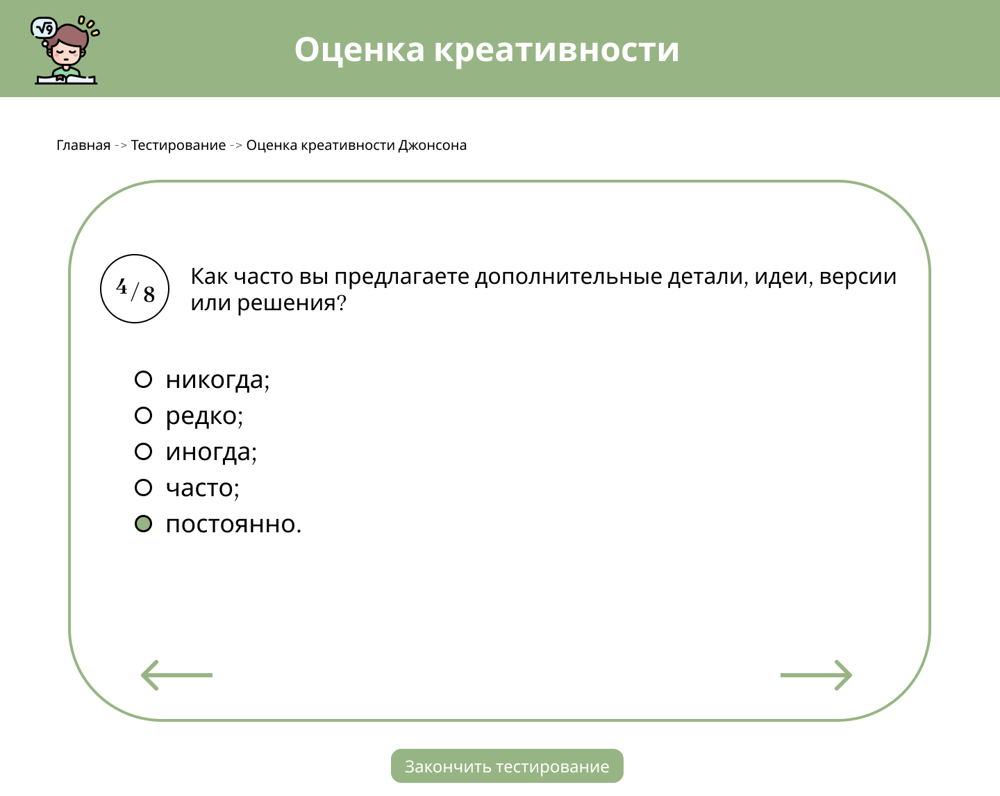 √9
Оценка креативности
Главная -> Тестирование -> Оценка креативности Джонсона
4/8
Как часто вы предлагаете дополнительные детали, идеи, версии
или решения?
никогда;
редко;
иногда;
часто;
постоянно.
Закончить тестирование